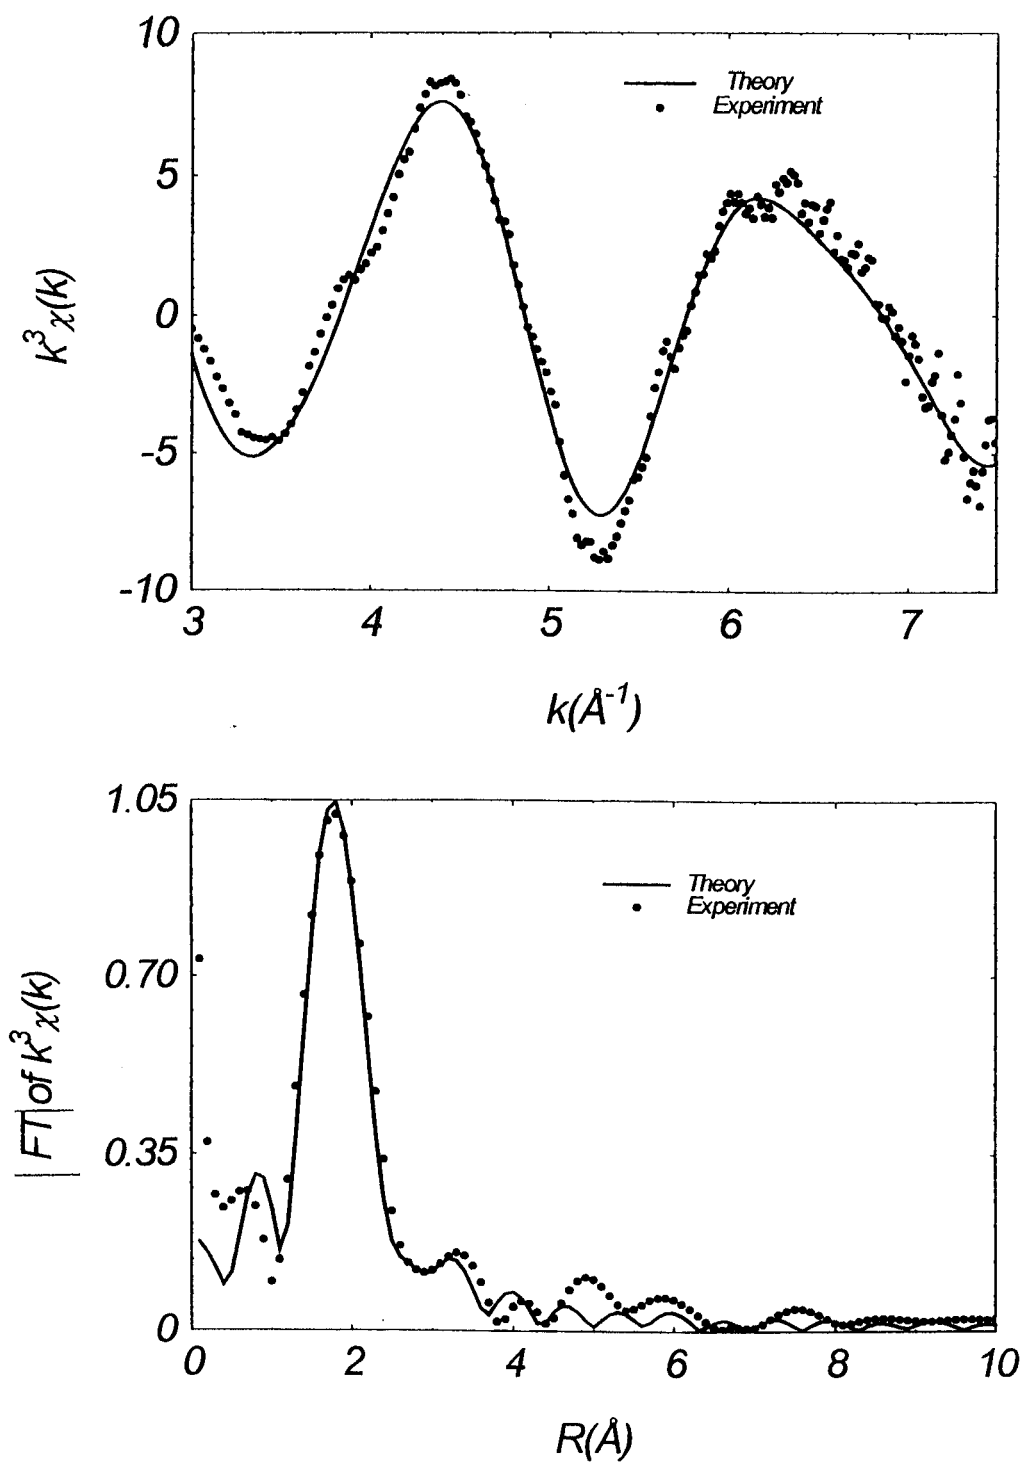 10
Theory
Experiment
5
k³χ(k)
0
-5
-10
3 4 5 6 7
k(Å⁻¹)
1.05
Theory
Experiment
0.70
|FT| of k³χ(k)
0.35
0
0 2 4 6 8 10
R(Å)